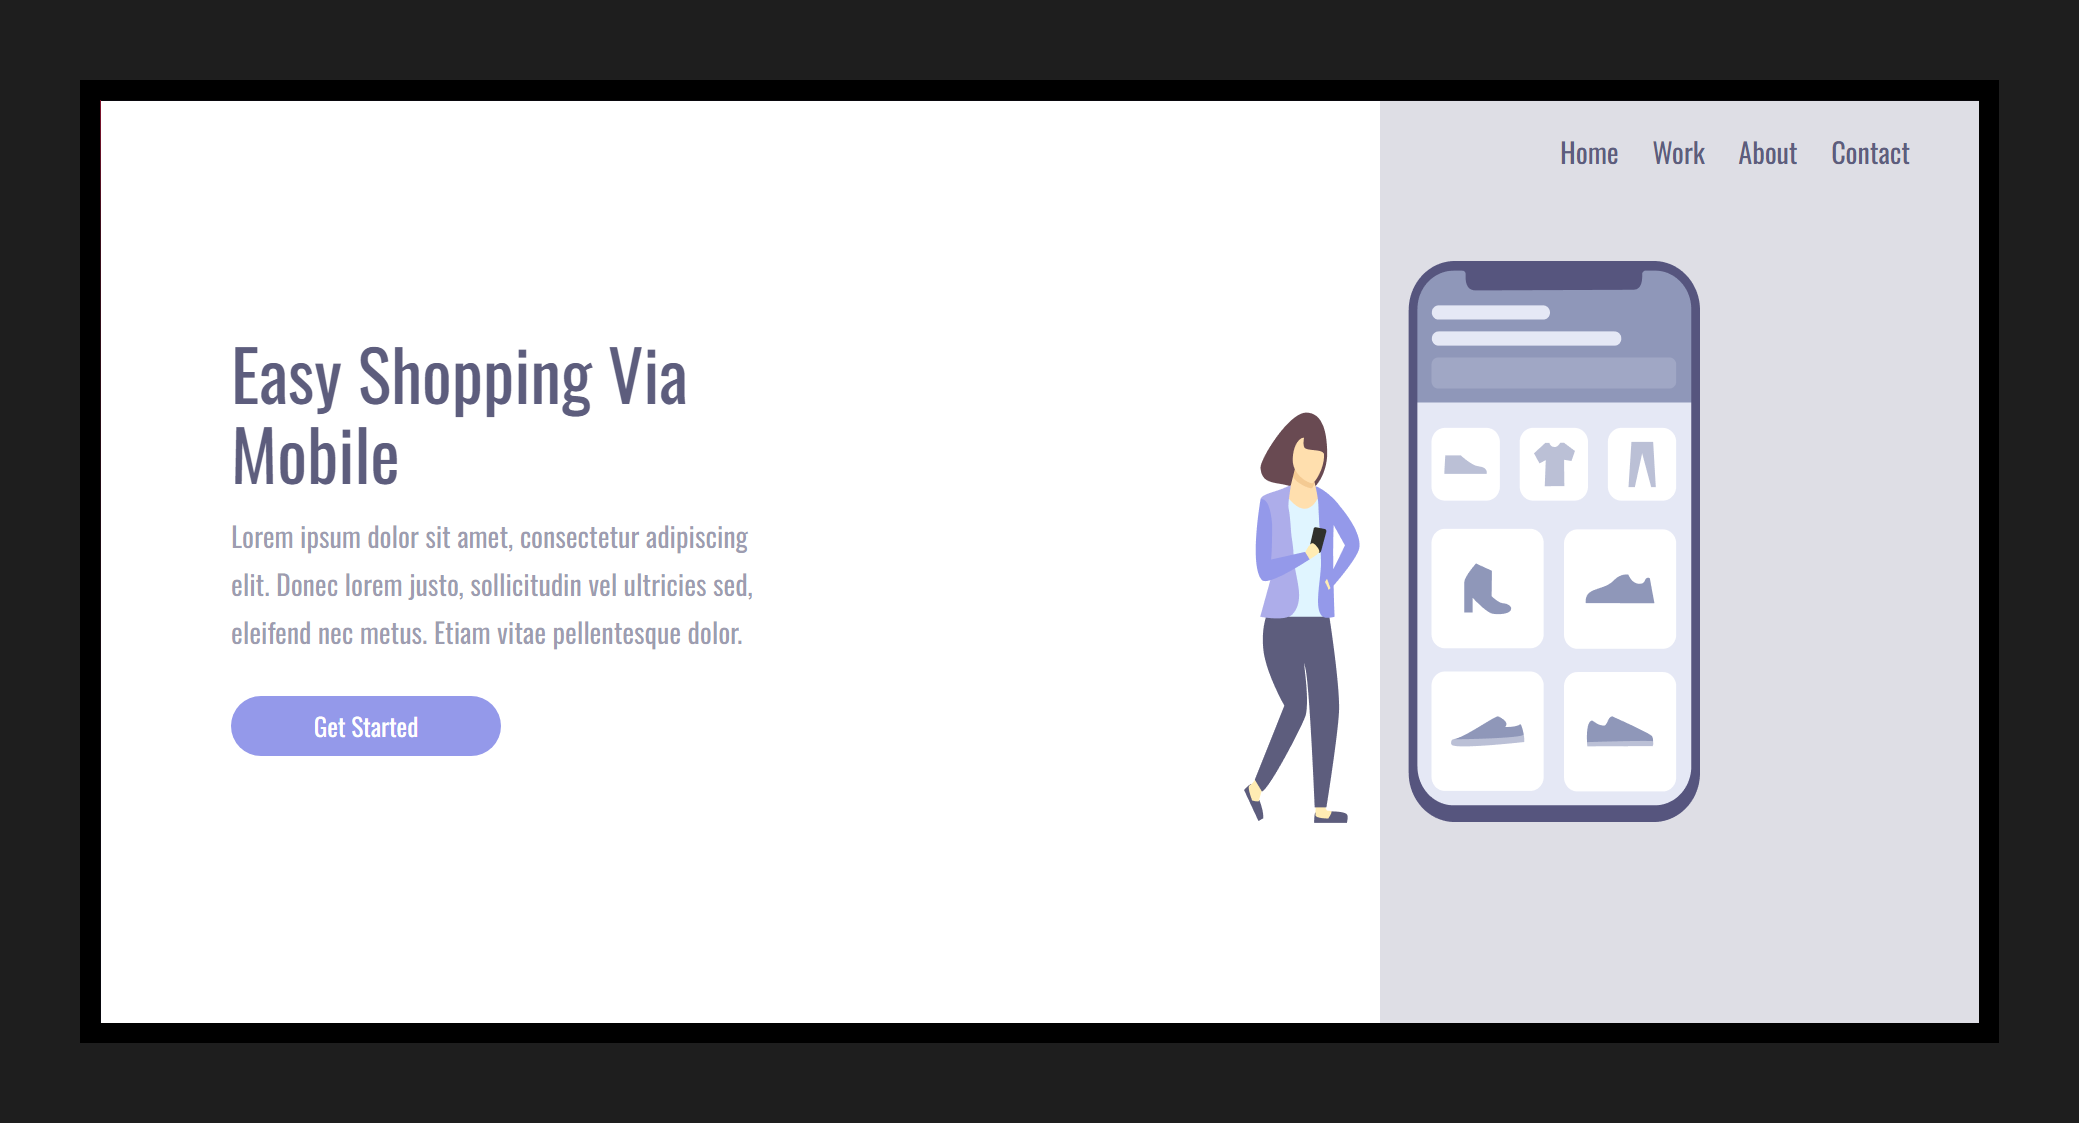 Home Work About Contact
Easy Shopping Via
Mobile
Lorem ipsum dolor sit amet, consectetur adipiscing
elit. Donec lorem justo, sollicitudin vel ultricies sed,
eleifend nec metus. Etiam vitae pellentesque dolor.
Get Started